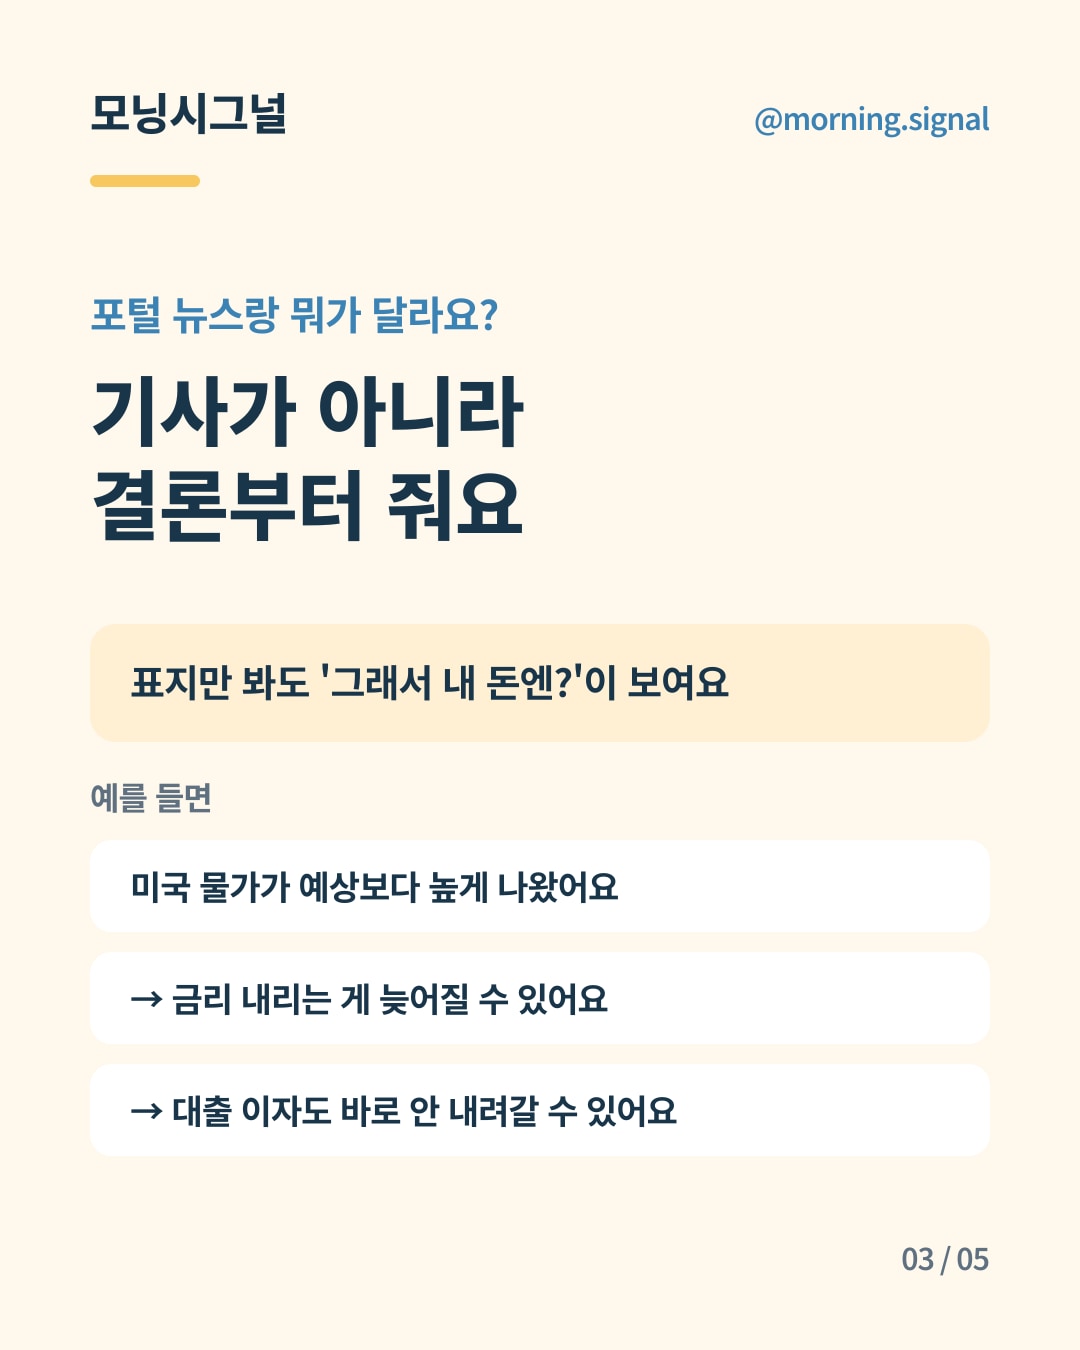 모닝시그널
@morning.signal
포털 뉴스랑 뭐가 달라요?
기사가 아니라
결론부터 줘요
표지만 봐도 '그래서 내 돈엔?'이 보여요
예를 들면
미국 물가가 예상보다 높게 나왔어요
→ 금리 내리는 게 늦어질 수 있어요
→ 대출 이자도 바로 안 내려갈 수 있어요
03 / 05